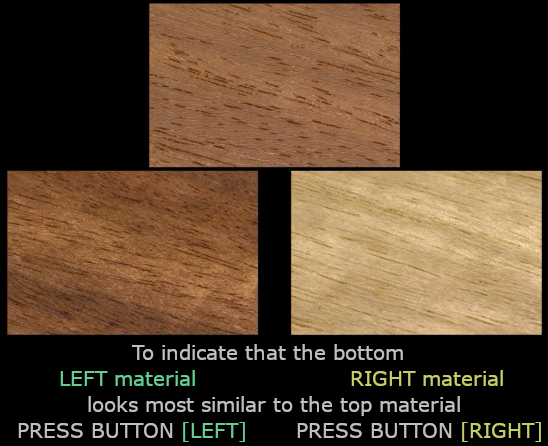 To indicate that the bottom
LEFT material RIGHT material
looks most similar to the top material
PRESS BUTTON [LEFT] PRESS BUTTON [RIGHT]